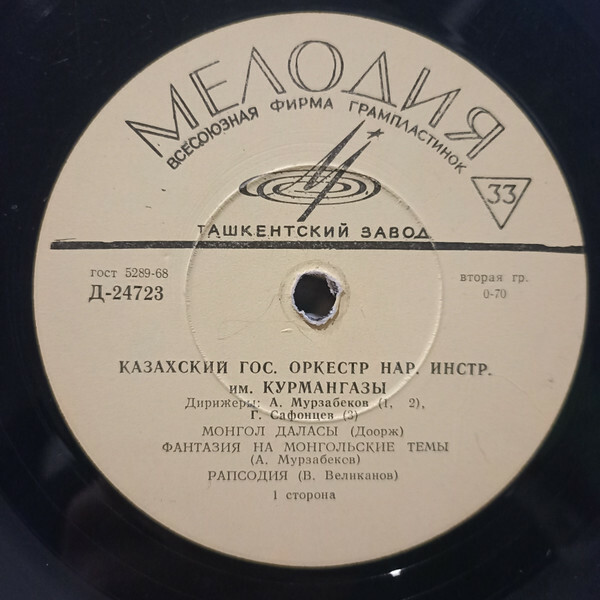 МЕЛОДИЯ
ВСЕСОЮЗНАЯ ФИРМА ГРАМПЛАСТИНОК
33
ТАШКЕНТСКИЙ ЗАВОД
гост 5289-68
Д-24723
вторая гр.
0-70
КАЗАХСКИЙ ГОС. ОРКЕСТР НАР. ИНСТР.
им. КУРМАНГАЗЫ
Дирижеры: А. Мурзабеков (1, 2),
Г. Сафонцев (3)
МОНГОЛ ДАЛАСЫ (Доорж)
ФАНТАЗИЯ НА МОНГОЛЬСКИЕ ТЕМЫ
(А. Мурзабеков)
РАПСОДИЯ (В. Великанов)
1 сторона